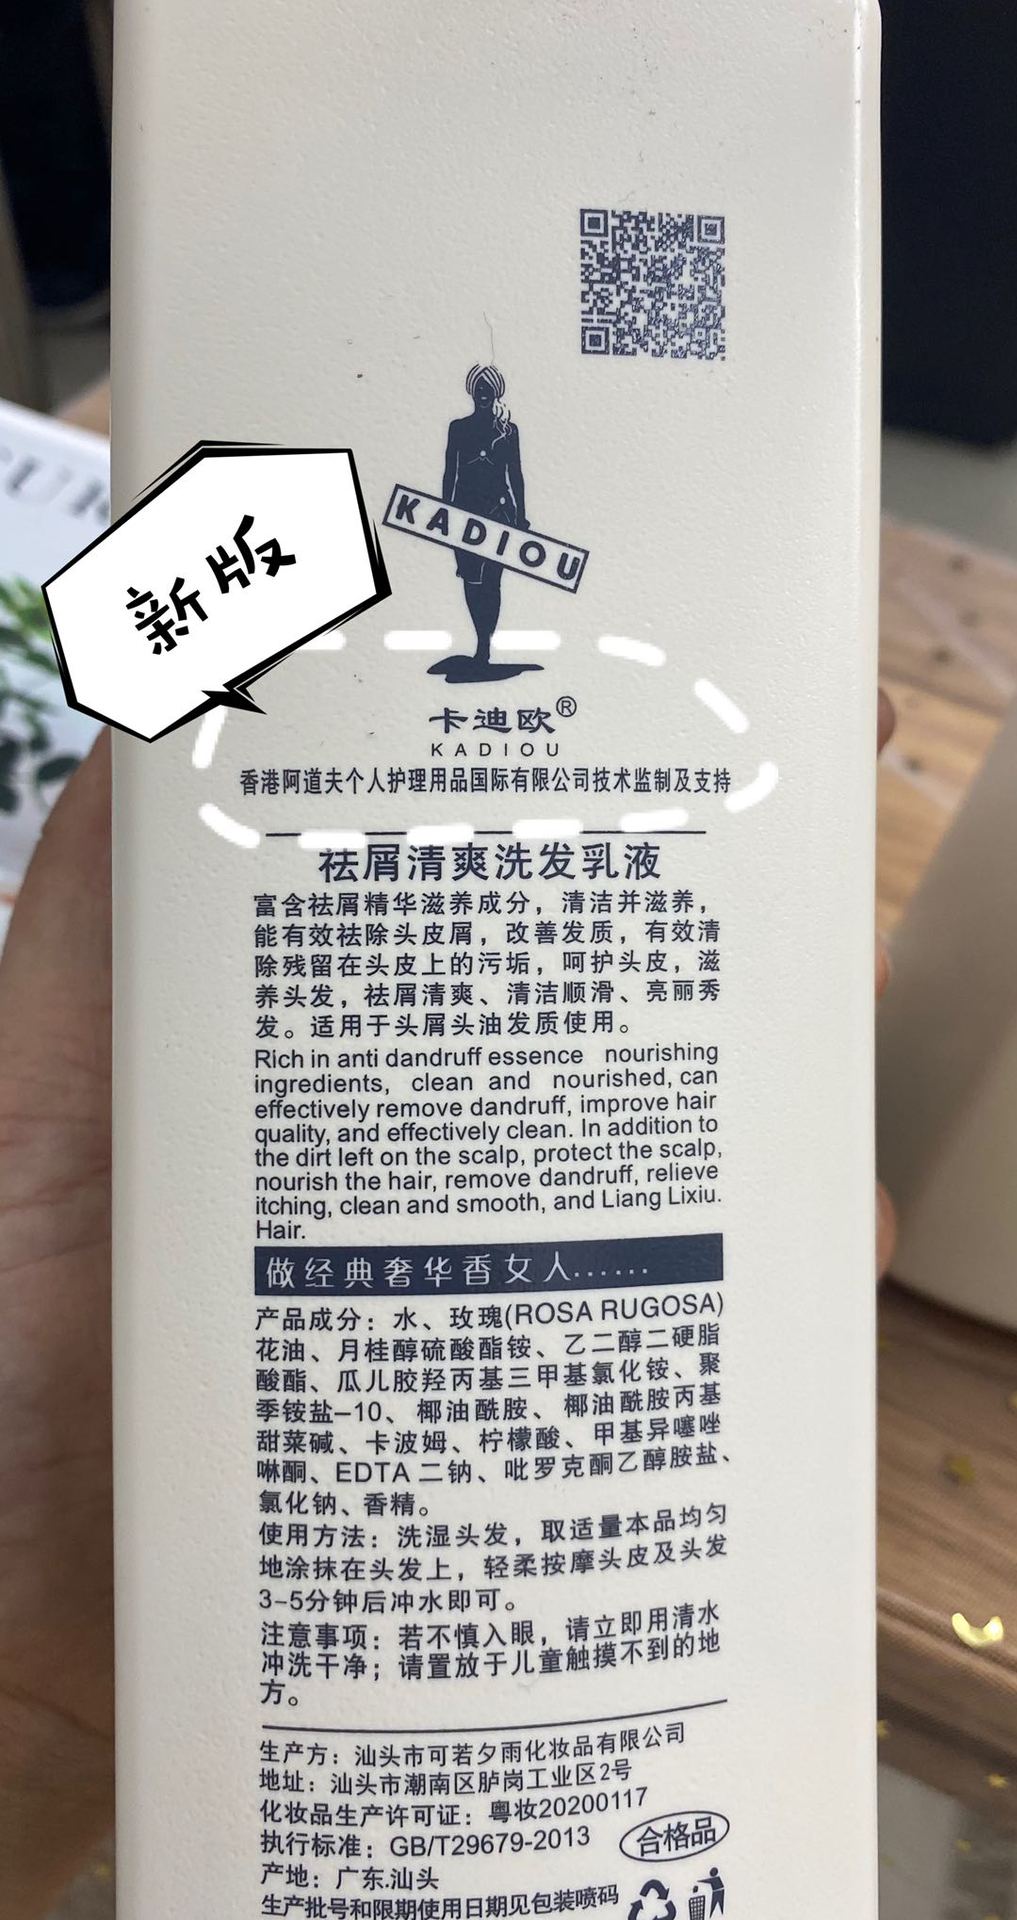 KADIOU
新版
卡迪欧®
KADIOU
香港阿道夫个人护理用品国际有限公司技术监制及支持
祛屑清爽洗发乳液
富含祛屑精华滋养成分，清洁并滋养，
能有效祛除头皮屑，改善发质，有效清
除残留在头皮上的污垢，呵护头皮，滋
养头发，祛屑清爽、清洁顺滑、亮丽秀
发。适用于头屑头油发质使用。
Rich in anti dandruff essence nourishing
ingredients, clean and nourished, can
effectively remove dandruff, improve hair
quality, and effectively clean. In addition to
the dirt left on the scalp, protect the scalp,
nourish the hair, remove dandruff, relieve
itching, clean and smooth, and Liang Lixiu.
Hair.
做经典奢华香女人......
产品成分：水、玫瑰(ROSA RUGOSA)
花油、月桂醇硫酸酯铵、乙二醇二硬脂
酸酯、瓜儿胶羟丙基三甲基氯化铵、聚
季铵盐-10、椰油酰胺、椰油酰胺丙基
甜菜碱、卡波姆、柠檬酸、甲基异噻唑
啉酮、EDTA 二钠、吡罗克酮乙醇胺盐、
氯化钠、香精。
使用方法：洗湿头发，取适量本品均匀
地涂抹在头发上，轻柔按摩头皮及头发
3-5分钟后冲水即可。
注意事项：若不慎入眼，请立即用清水
冲洗干净；请置放于儿童触摸不到的地
方。
生产方：汕头市可若夕雨化妆品有限公司
地址：汕头市潮南区胪岗工业区2号
化妆品生产许可证：粤妆20200117
执行标准：GB/T29679-2013
合格品
产地：广东.汕头
生产批号和限期使用日期见包装喷码